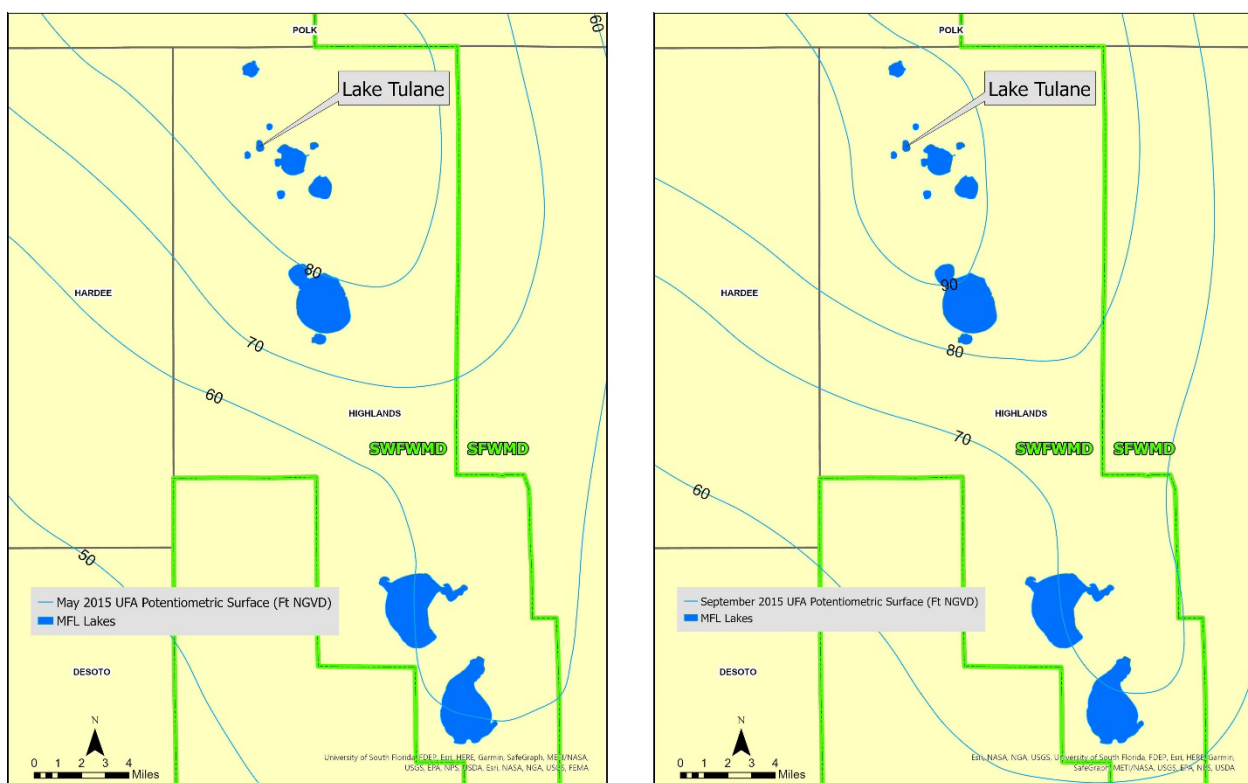 POLK
60
Lake Tulane
80
HARDEE
70
60
HIGHLANDS
SWFWMD SFWMD
50
May 2015 UFA Potentiometric Surface (Ft NGVD)
MFL Lakes
DESOTO
N
0 1 2 4
Miles
University of South Florida, FDEP, Esri, HERE, Garmin, SafeGraph, METI/NASA,
USGS, EPA, NPS, USDA, Esri, NASA, NGA, USGS, FEMA
POLK
Lake Tulane
90
HARDEE
80
HIGHLANDS
70
SWFWMD SFWMD
60
September 2015 UFA Potentiometric Surface (Ft NGVD)
MFL Lakes
DESOTO
N
0 1 2 4
Miles
Esri, NASA, NGA, USGS, University of South Florida, FDEP, Esri, HERE, Garmin,
SafeGraph, METI/NASA, USGS, EPA, NPS, USDA